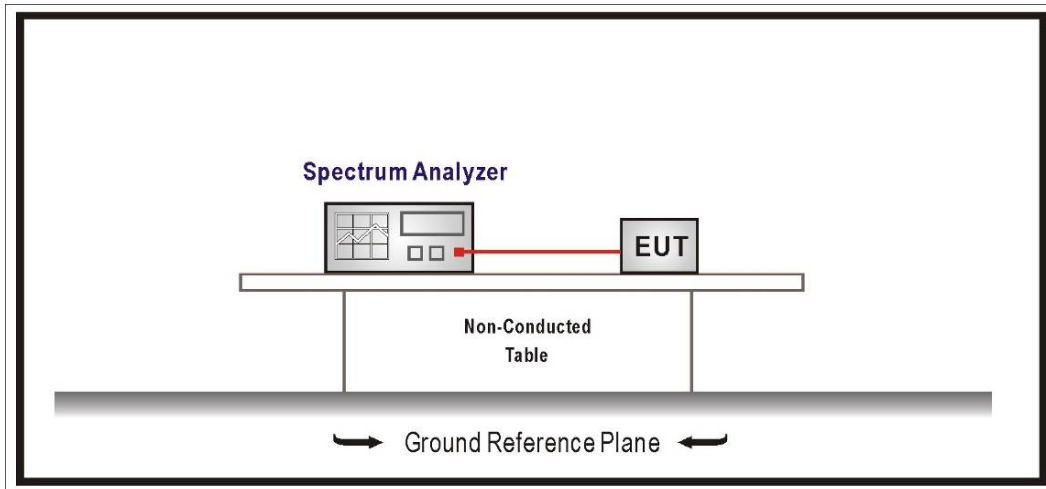 Spectrum Analyzer
EUT
Non-Conducted
Table
Ground Reference Plane